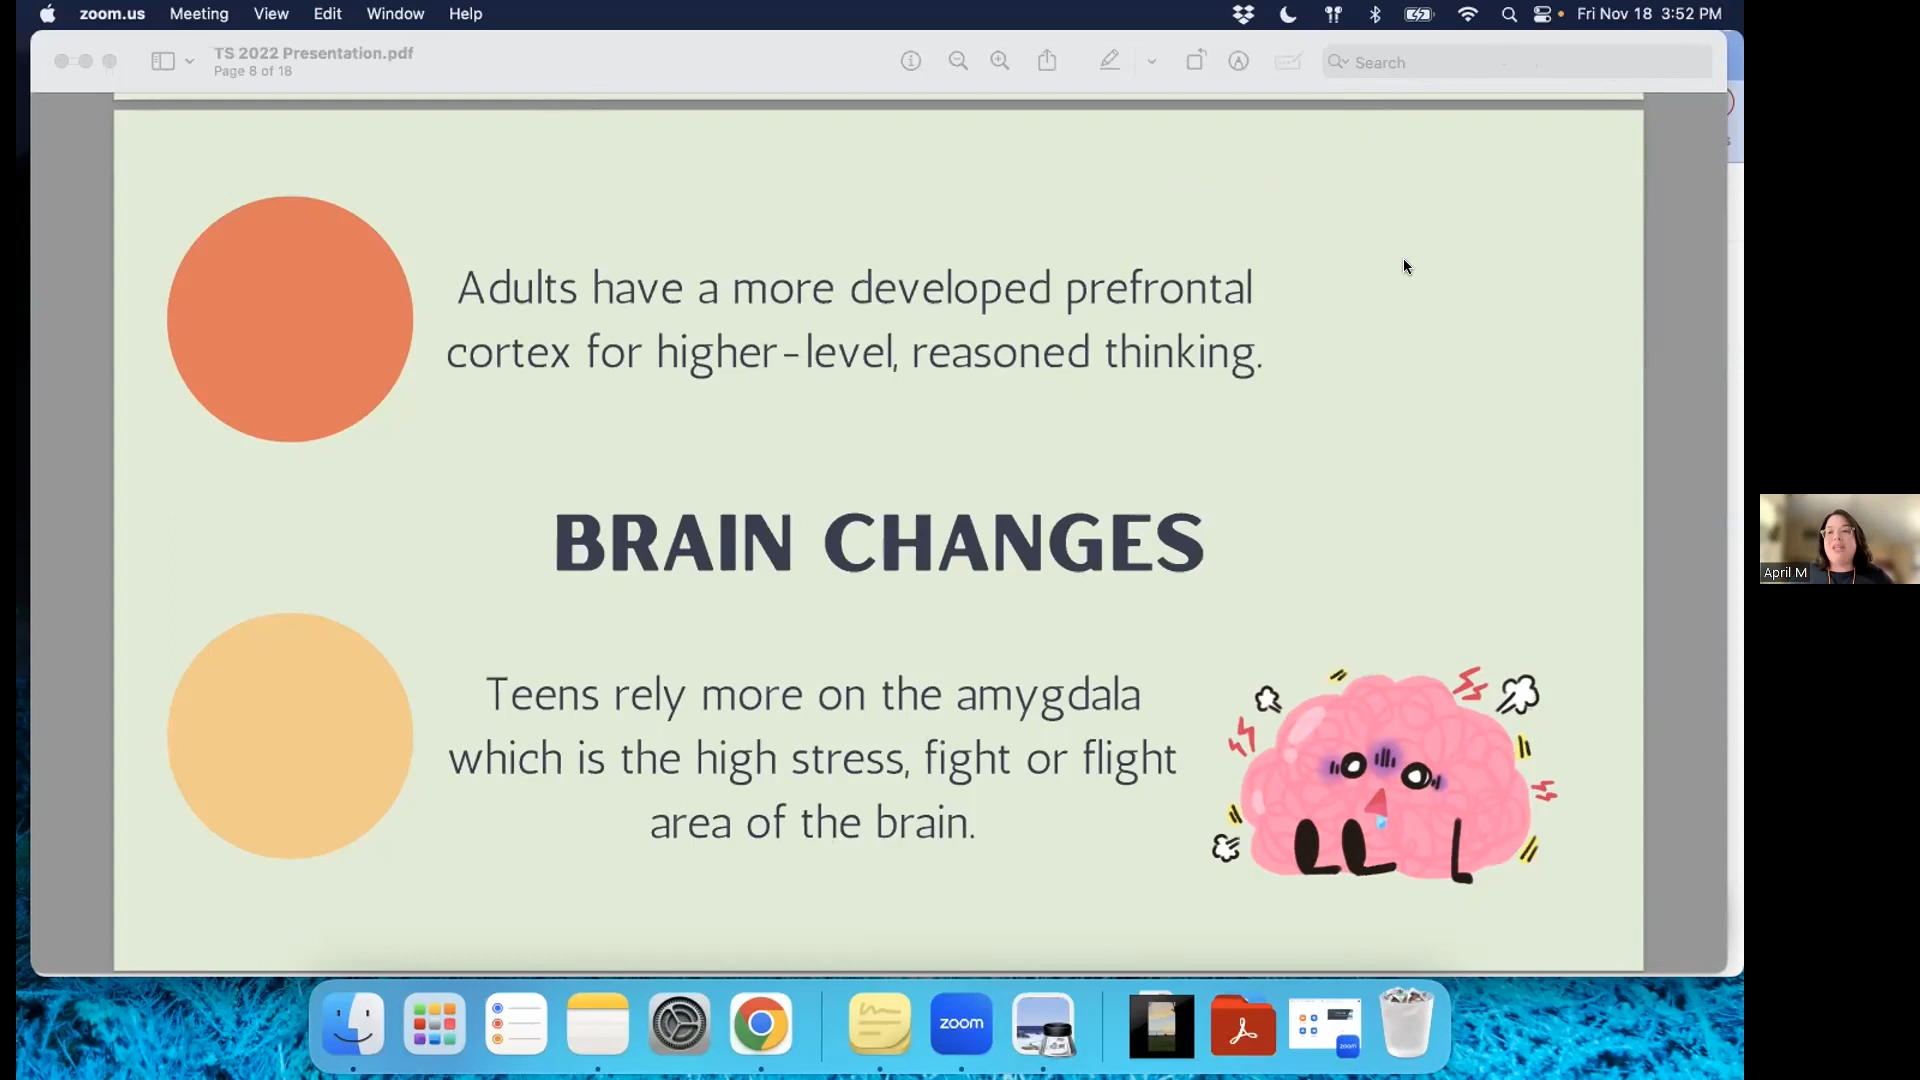 zoom.us Meeting View Edit Window Help Fri Nov 18 3:52 PM
TS 2022 Presentation.pdf
Page 8 of 18
Search
Adults have a more developed prefrontal
cortex for higher-level, reasoned thinking.
BRAIN CHANGES
Teens rely more on the amygdala
which is the high stress, fight or flight
area of the brain.
April M
zoom
zoom